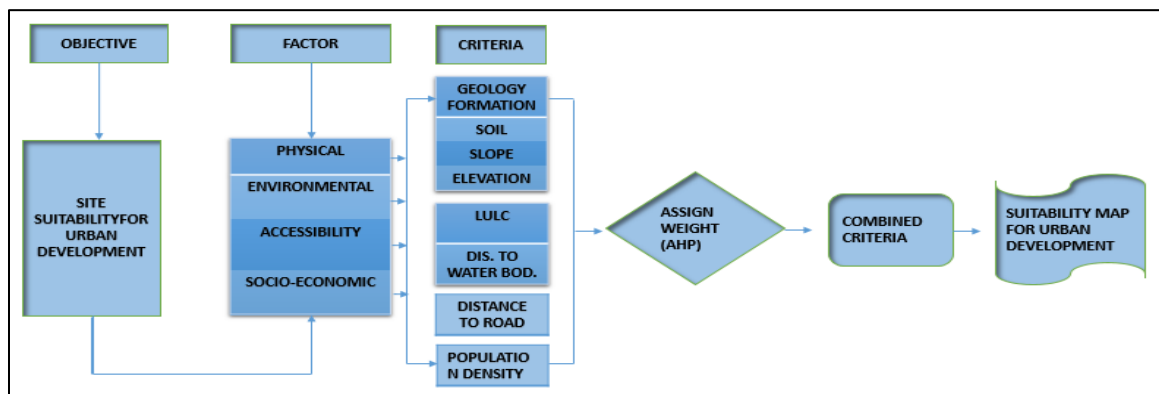 OBJECTIVE
FACTOR
CRITERIA
SITE
SUITABILITYFOR
URBAN
DEVELOPMENT
PHYSICAL
ENVIRONMENTAL
ACCESSIBILITY
SOCIO-ECONOMIC
GEOLOGY
FORMATION
SOIL
SLOPE
ELEVATION
LULC
DIS. TO
WATER BOD.
DISTANCE
TO ROAD
POPULATIO
N DENSITY
ASSIGN
WEIGHT
(AHP)
COMBINED
CRITERIA
SUITABILITY MAP
FOR URBAN
DEVELOPMENT